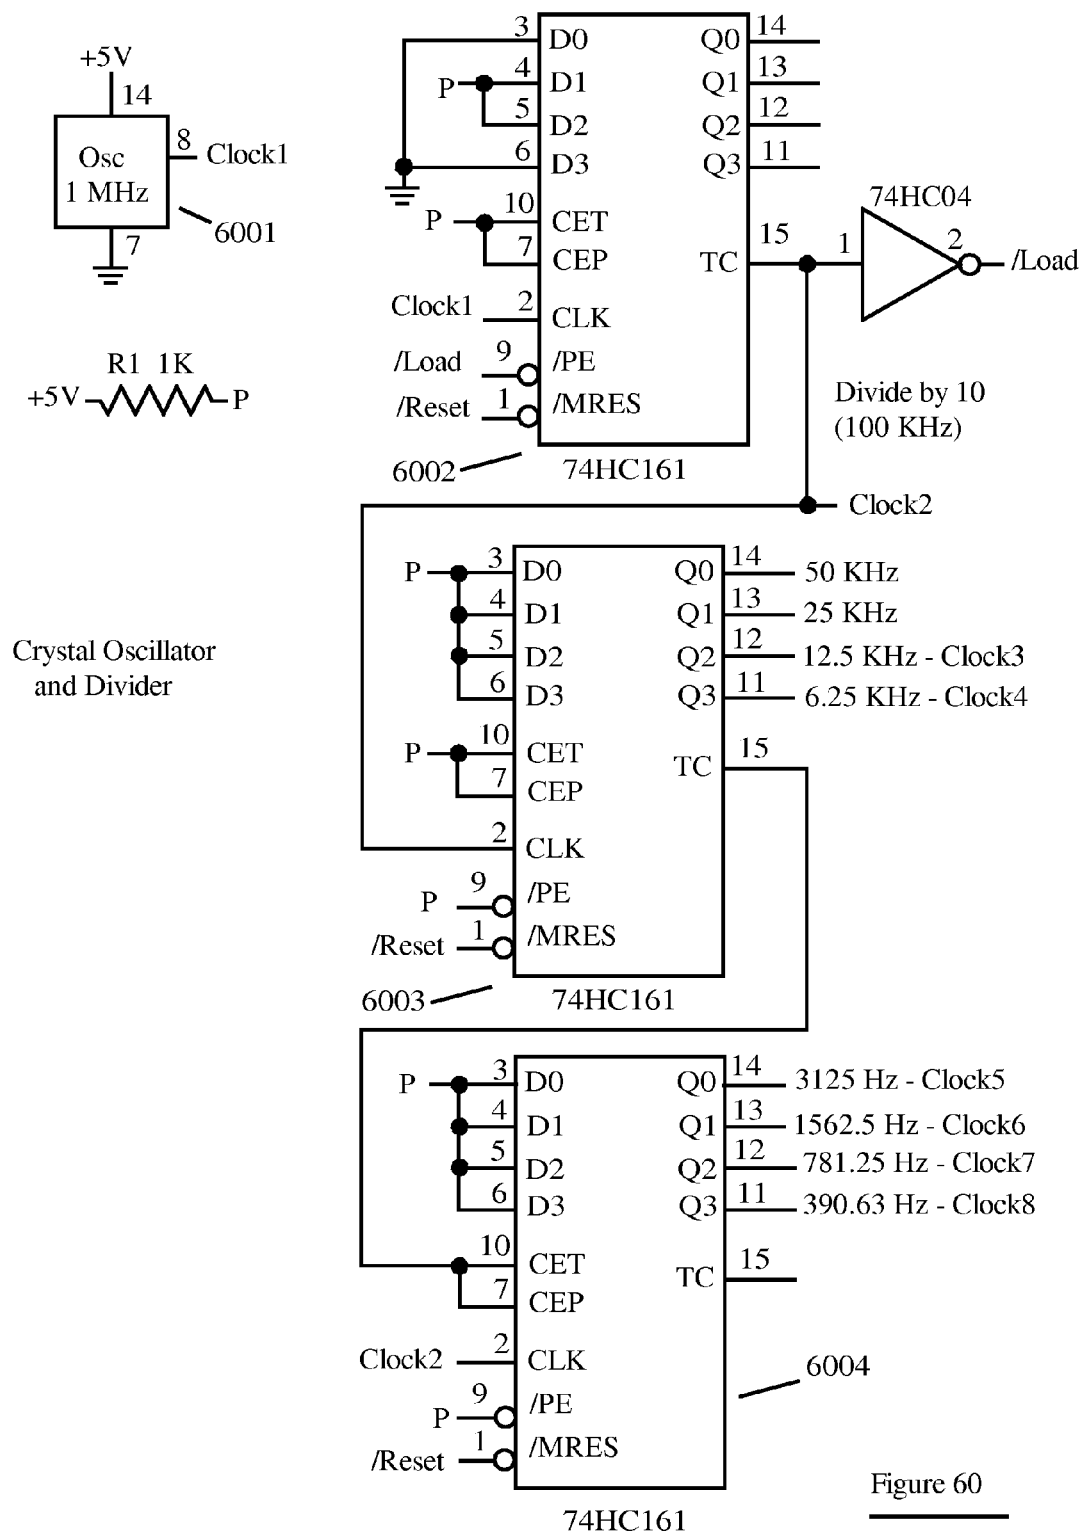 +5V
14
Osc
1 MHz
8
Clock1
7
6001
R1 1K
+5V
P
3
D0
Q0
14
P
4
D1
Q1
13
5
D2
Q2
12
6
D3
Q3
11
P
10
CET
7
CEP
TC
15
74HC04
1
2
/Load
Clock1
2
CLK
/Load
9
/PE
/Reset
1
/MRES
Divide by 10
(100 KHz)
6002
74HC161
Clock2
P
3
D0
Q0
14
50 KHz
4
D1
Q1
13
25 KHz
5
D2
Q2
12
12.5 KHz - Clock3
6
D3
Q3
11
6.25 KHz - Clock4
Crystal Oscillator
and Divider
P
10
CET
7
CEP
TC
15
2
CLK
P
9
/PE
/Reset
1
/MRES
6003
74HC161
P
3
D0
Q0
14
3125 Hz - Clock5
4
D1
Q1
13
1562.5 Hz - Clock6
5
D2
Q2
12
781.25 Hz - Clock7
6
D3
Q3
11
390.63 Hz - Clock8
10
CET
7
CEP
TC
15
Clock2
2
CLK
6004
P
9
/PE
/Reset
1
/MRES
74HC161
Figure 60